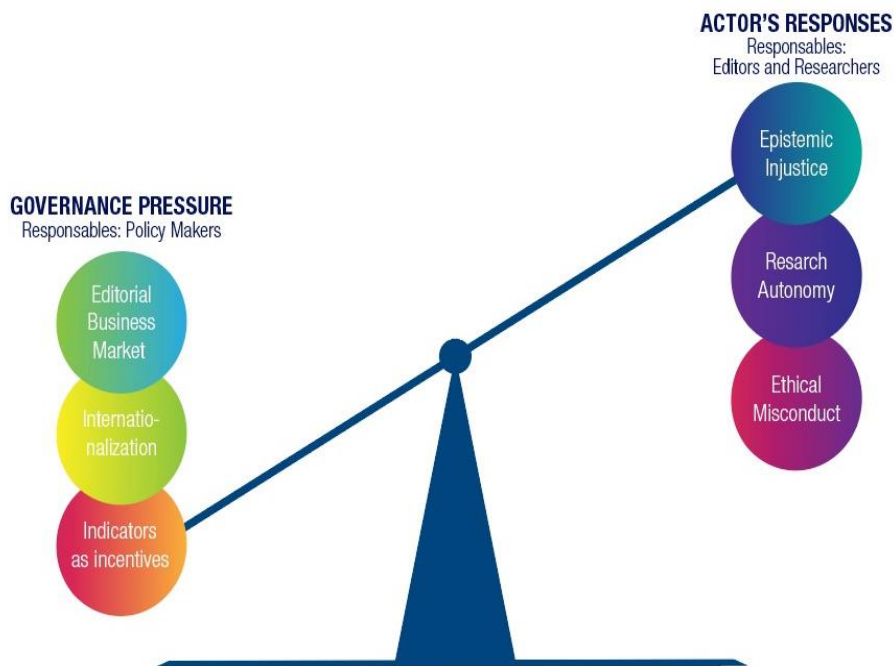 ACTOR'S RESPONSES
Responsables:
Editors and Researchers
Epistemic
Injustice
Resarch
Autonomy
Ethical
Misconduct
GOVERNANCE PRESSURE
Responsables: Policy Makers
Editorial
Business
Market
Internatio-
nalization
Indicators
as incentives